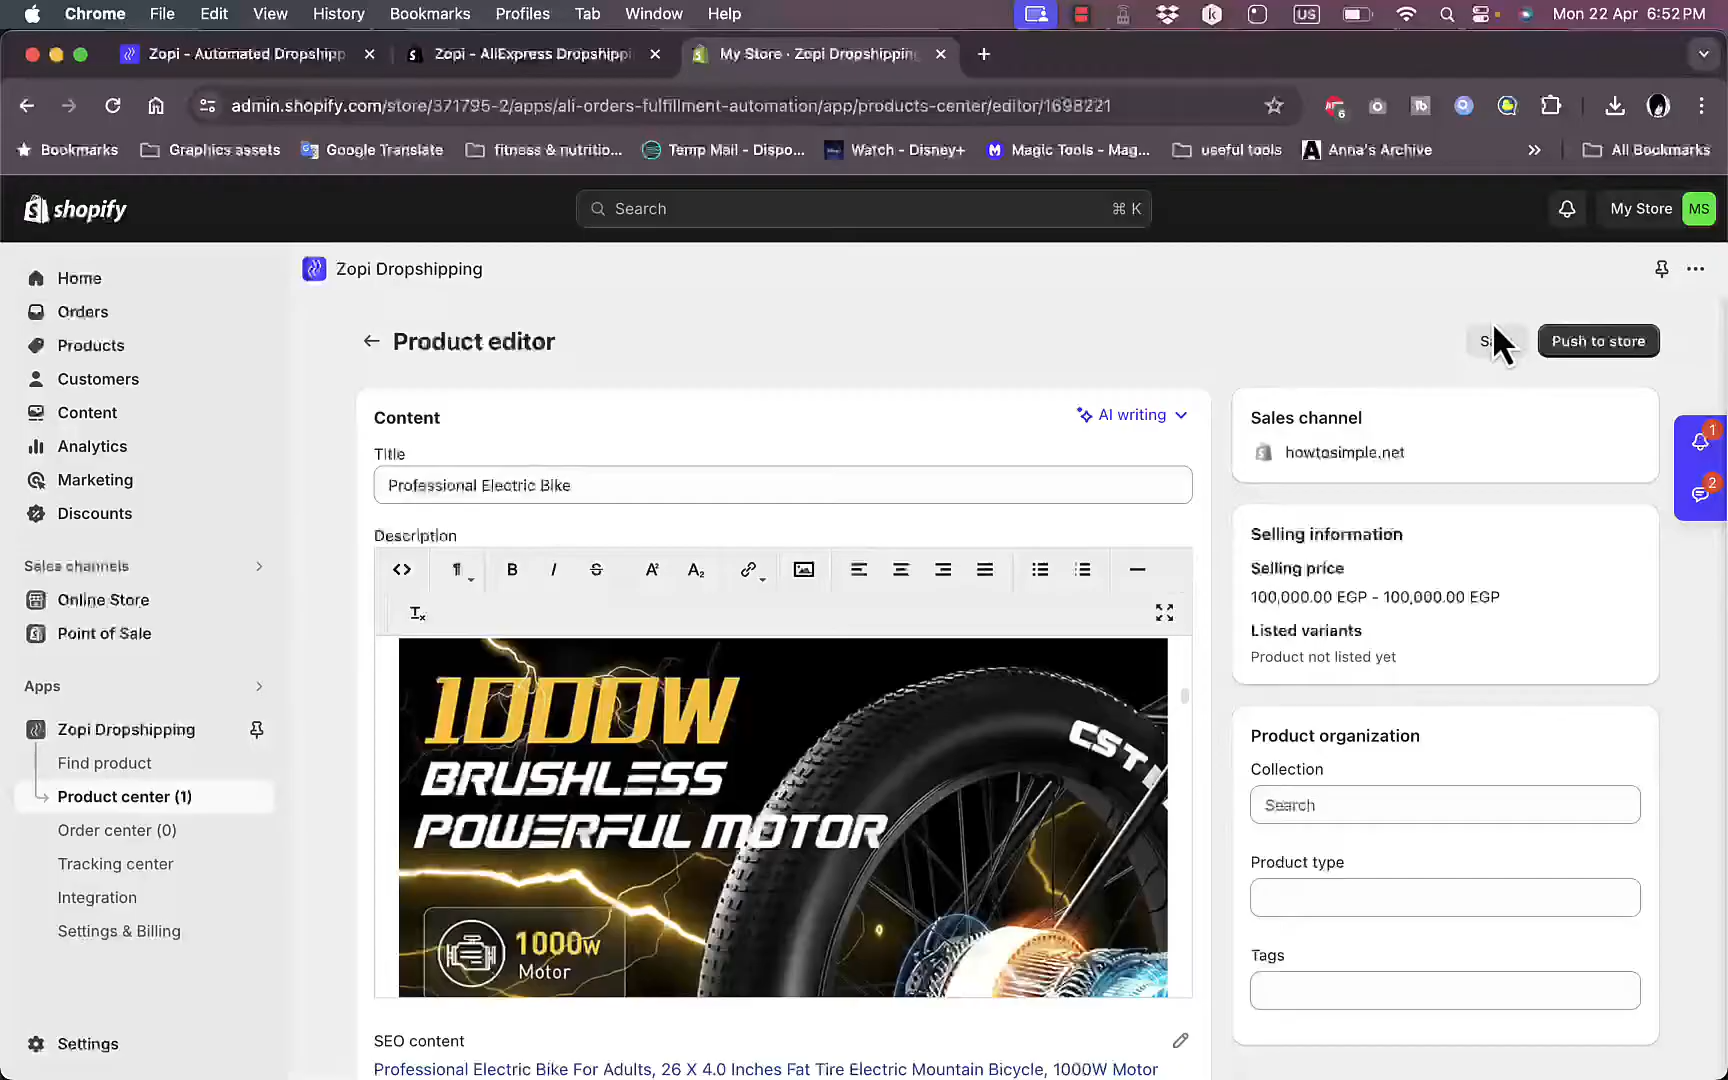 Chrome File Edit View History Bookmarks Profiles Tab Window Help US Mon 22 Apr 6:52PM
Zopi - Automated Dropship Zopi - AliExpress Dropshippi My Store · Zopi Dropshipping
admin.shopify.com/store/371795-2/apps/ali-orders-fulfillment-automation/app/products-center/editor/1698221 6
Bookmarks Graphics assets Google Translate fitness & nutritio... Temp Mail - Dispo... Watch - Disney+ Magic Tools - Mag... useful tools Anna's Archive All Bookmarks
shopify Search ⌘ K My Store MS
Home
Orders
Products
Customers
Content
Analytics
Marketing
Discounts
Sales channels
Online Store
Point of Sale
Apps
Zopi Dropshipping
Find product
Product center (1)
Order center (0)
Tracking center
Integration
Settings & Billing
Settings
Zopi Dropshipping
Product editor
Push to store
Content
AI writing
Title
Professional Electric Bike
Description
1000W
BRUSHLESS
POWERFUL MOTOR
CST
1000w
Motor
SEO content
Professional Electric Bike For Adults, 26 X 4.0 Inches Fat Tire Electric Mountain Bicycle, 1000W Motor
Sales channel
howtosimple.net
Selling information
Selling price
100,000.00 EGP - 100,000.00 EGP
Listed variants
Product not listed yet
Product organization
Collection
Search
Product type
Tags
1
2